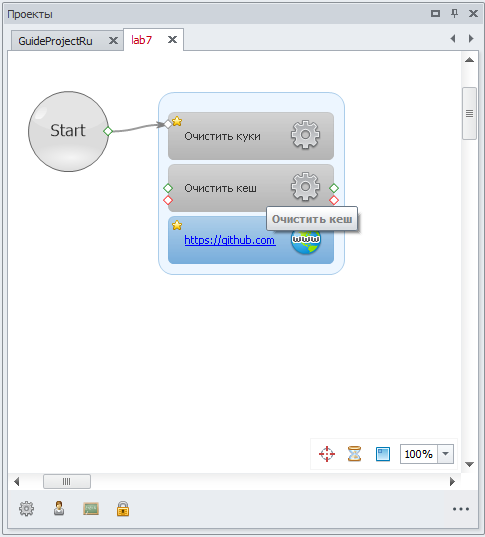 Проекты
GuideProjectRu
lab7
Start
Очистить куки
Очистить кеш
Очистить кеш
https://github.com
www
100%